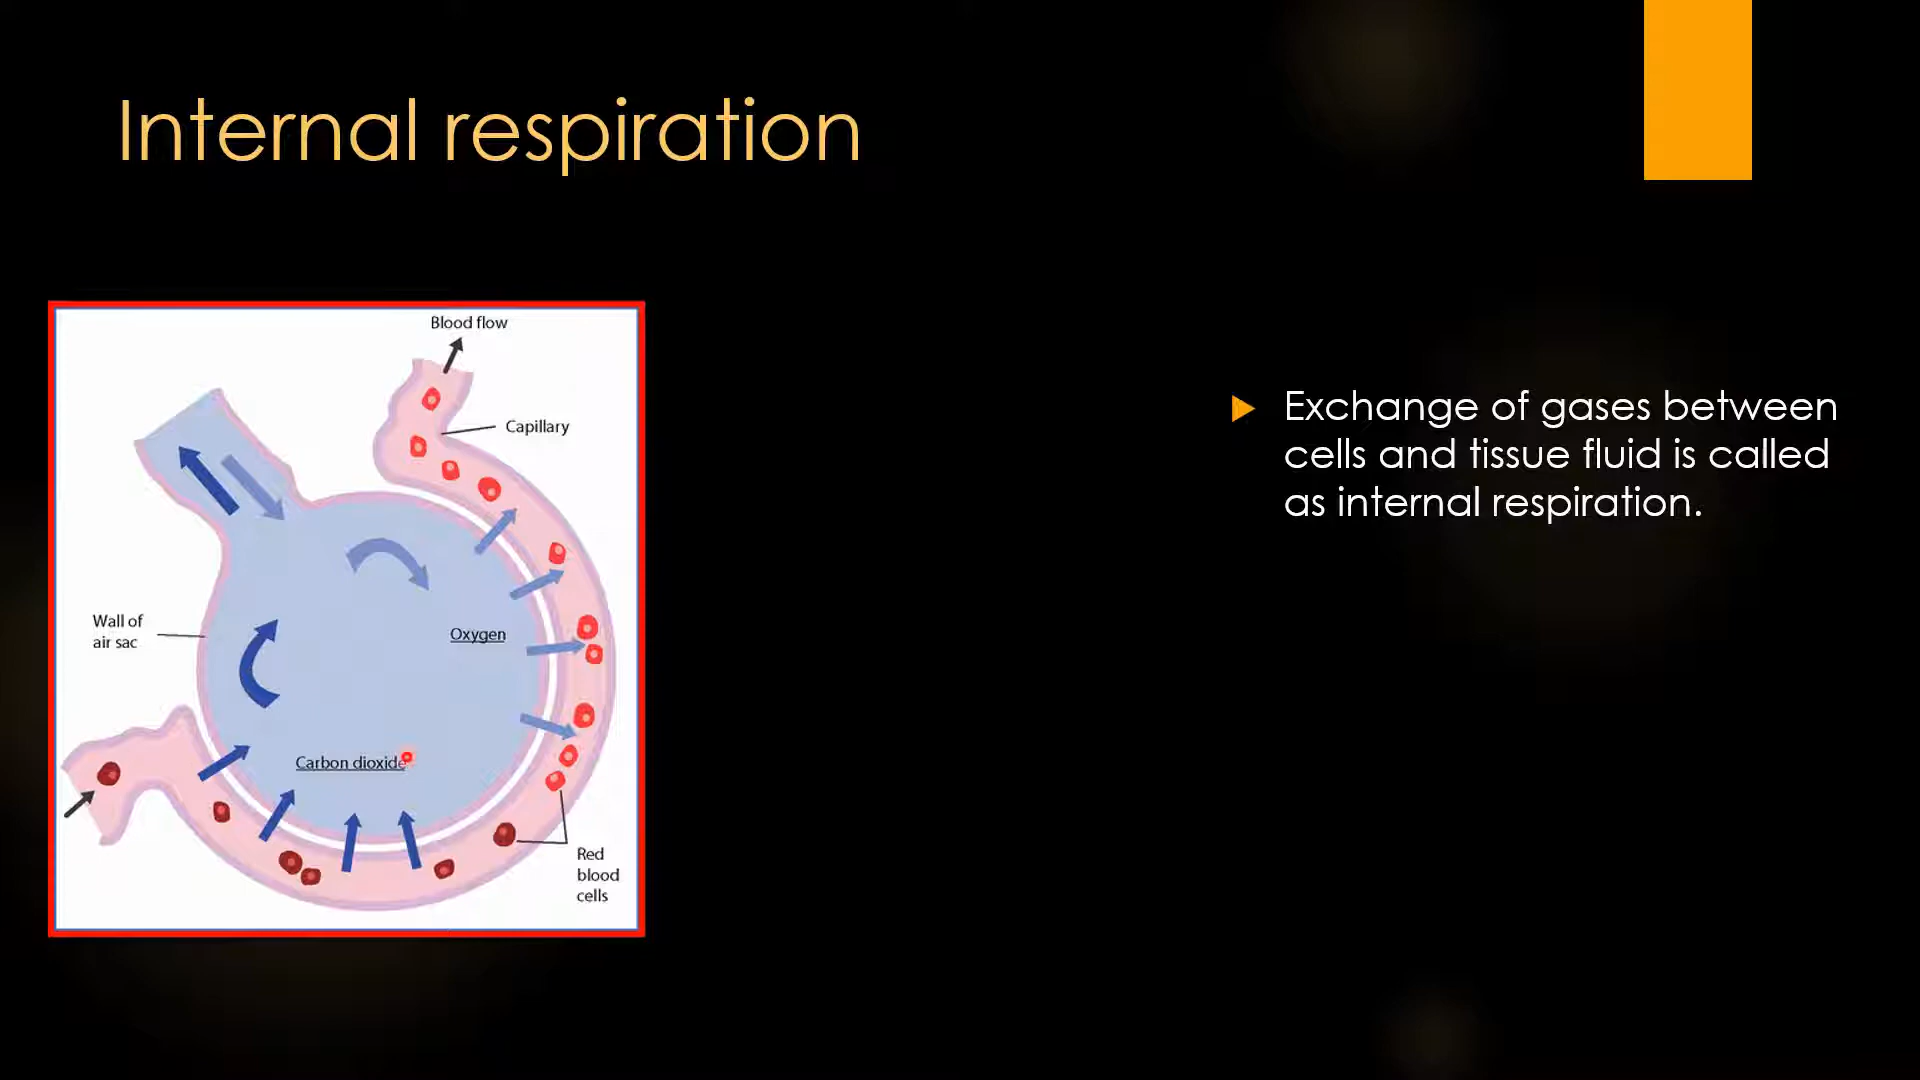 Internal respiration
Blood flow
Capillary
Wall of
air sac
Oxygen
Carbon dioxide
Red
blood
cells
Exchange of gases between
cells and tissue fluid is called
as internal respiration.